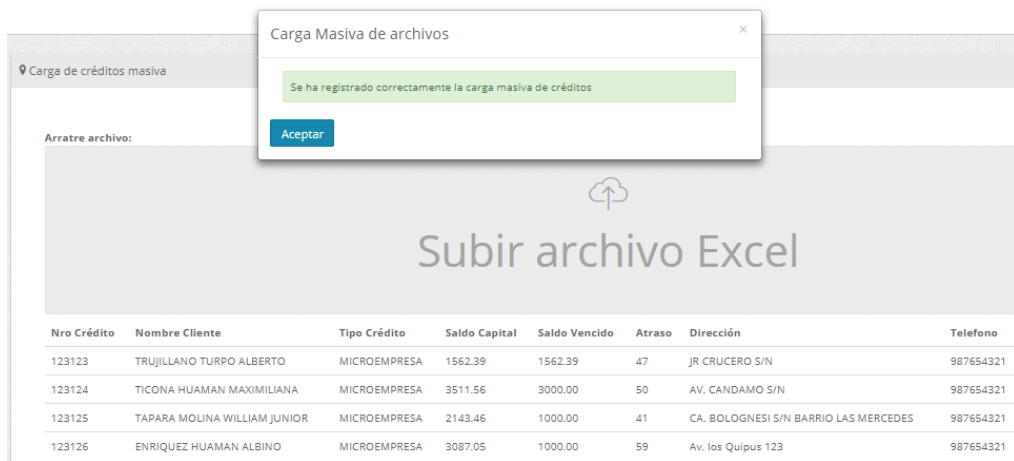 Carga Masiva de archivos ×
Carga de créditos masiva
Se ha registrado correctamente la carga masiva de créditos
Aceptar
Arratre archivo:
Subir archivo Excel
Nro Crédito Nombre Cliente Tipo Crédito Saldo Capital Saldo Vencido Atraso Dirección Telefono
123123 TRUJILLANO TURPO ALBERTO MICROEMPRESA 1562.39 1562.39 47 JR CRUCERO S/N 987654321
123124 TICONA HUAMAN MAXIMILIANA MICROEMPRESA 3511.56 3000.00 50 AV. CANDAMO S/N 987654321
123125 TAPARA MOLINA WILLIAM JUNIOR MICROEMPRESA 2143.46 1000.00 41 CA. BOLOGNESI S/N BARRIO LAS MERCEDES 987654321
123126 ENRIQUEZ HUAMAN ALBINO MICROEMPRESA 3087.05 1000.00 59 Av. los Quipus 123 987654321